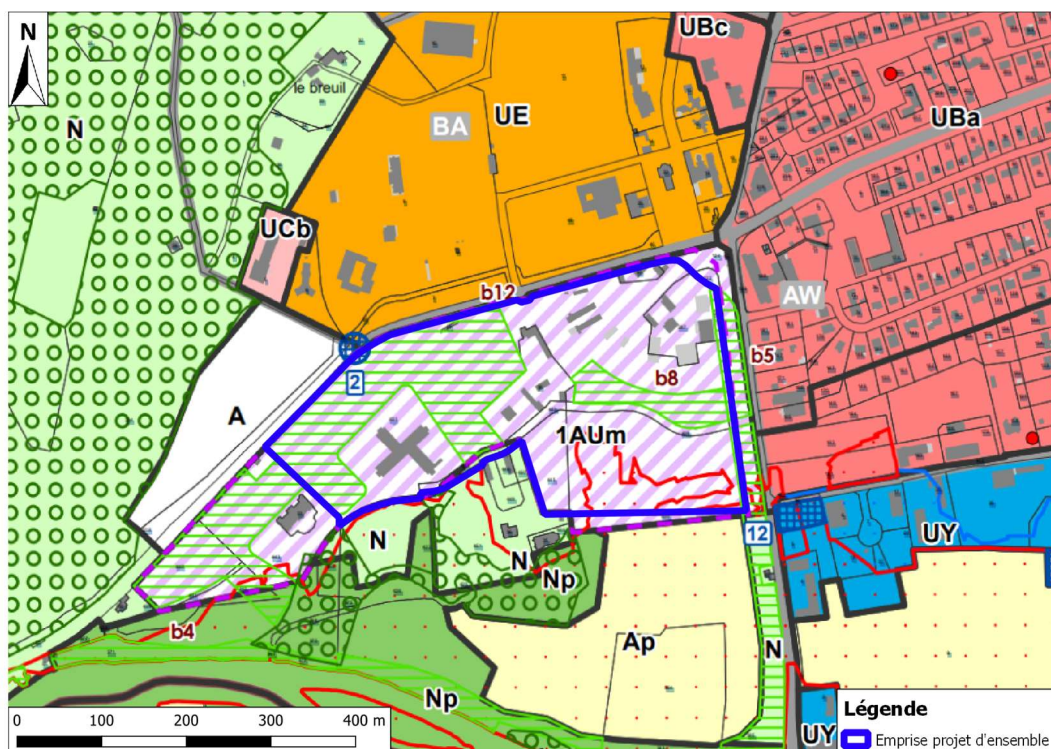 N
UBc
le breuil
N
UE
BA
UBa
UCb
b12
AW
2
b5
b8
A
1AUm
12
UY
N
N
Np
b4
Ap
N
Np
0 100 200 300 400 m
UY
Légende
Emprise projet d'ensemble